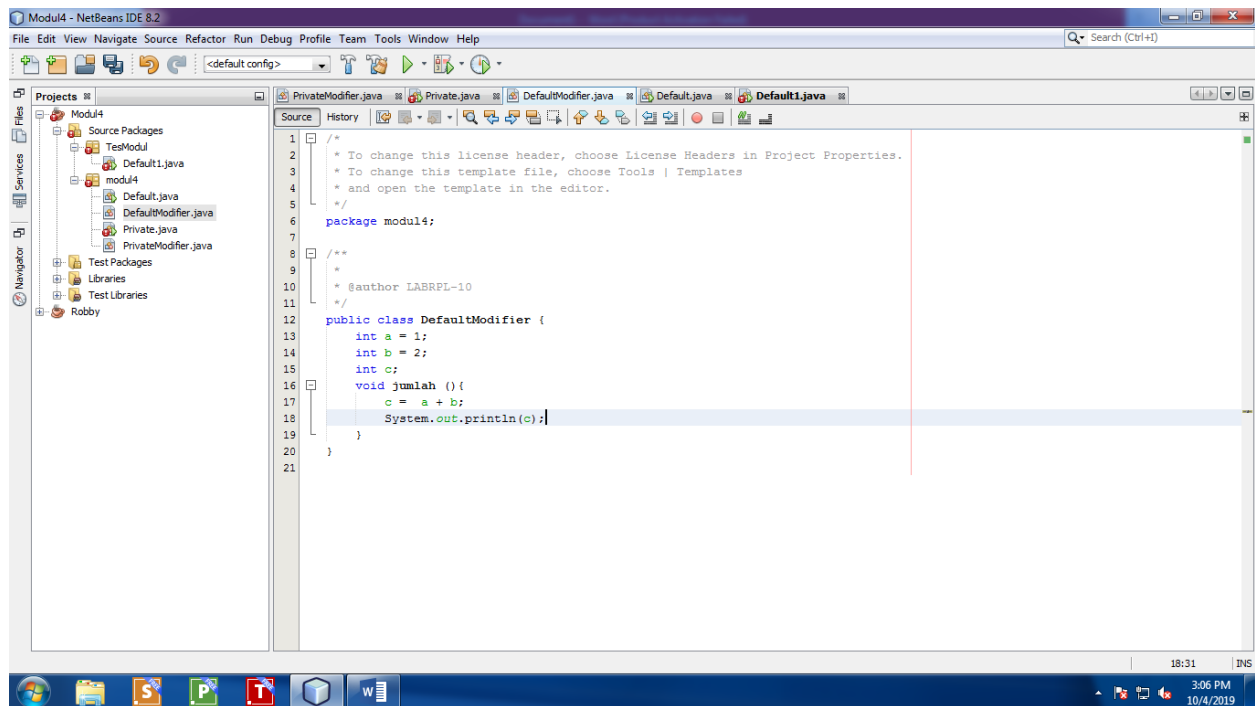 Modul4 - NetBeans IDE 8.2
File Edit View Navigate Source Refactor Run Debug Profile Team Tools Window Help
Search (Ctrl+I)
<default config>
Files
Services
Navigator
Projects
Modul4
Source Packages
TesModul
Default1.java
modul4
Default.java
DefaultModifier.java
Private.java
PrivateModifier.java
Test Packages
Libraries
Test Libraries
Robby
PrivateModifier.java Private.java DefaultModifier.java Default.java Default1.java
Source History
1 /*
2 * To change this license header, choose License Headers in Project Properties.
3 * To change this template file, choose Tools | Templates
4 * and open the template in the editor.
5 */
6 package modul4;
7
8 /**
9 *
10 * @author LABRPL-10
11 */
12 public class DefaultModifier {
13 int a = 1;
14 int b = 2;
15 int c;
16 void jumlah (){
17 c =  a + b;
18 System.out.println(c);
19 }
20 }
21
18:31 INS
S P T W
3:06 PM
10/4/2019